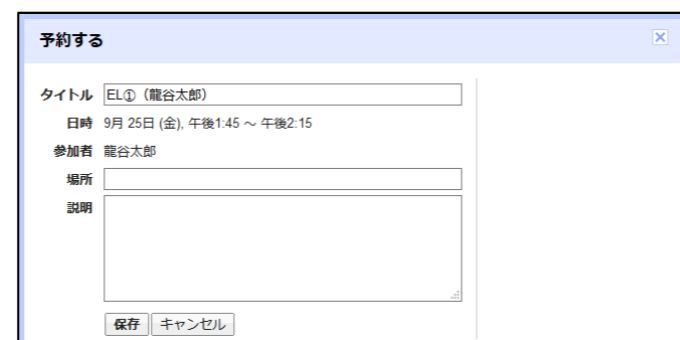 予約する
タイトル EL①（龍谷太郎）
日時 9月 25日 (金), 午後1:45 ～ 午後2:15
参加者 龍谷太郎
場所
説明
保存 キャンセル